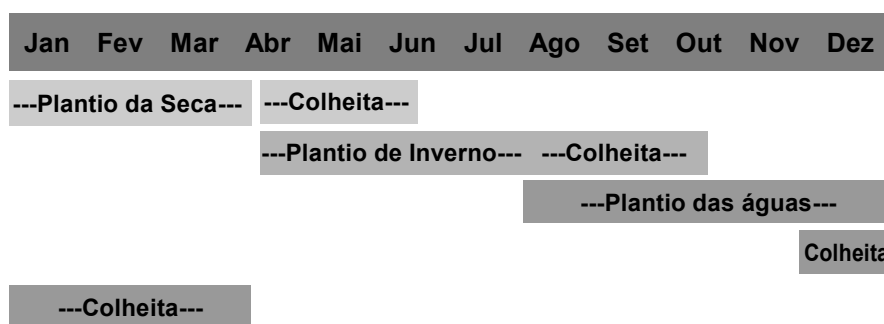 Jan Fev Mar Abr Mai Jun Jul Ago Set Out Nov Dez
---Plantio da Seca--- ---Colheita---
---Plantio de Inverno--- ---Colheita---
---Plantio das águas---
Colheita
---Colheita---